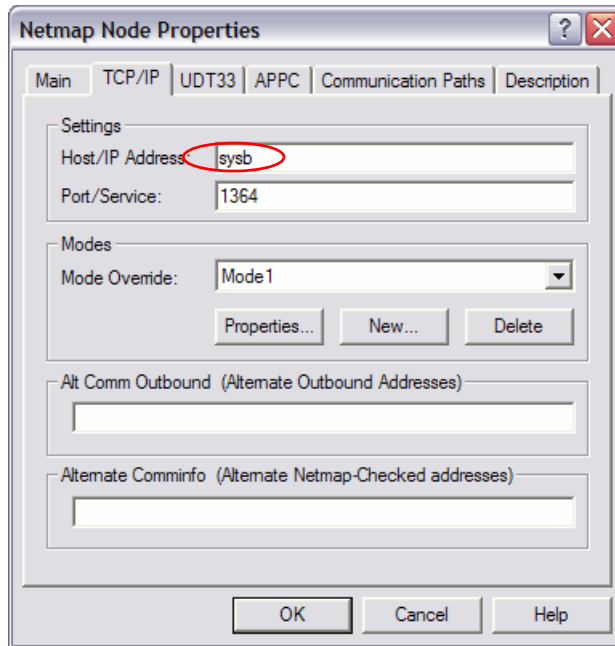 Netmap Node Properties
Main TCP/IP UDT33 APPC Communication Paths Description
Settings
Host/IP Address: sysb
Port/Service: 1364
Modes
Mode Override: Mode1
Properties... New... Delete
Alt Comm Outbound (Alternate Outbound Addresses)
Alternate Comminfo (Alternate Netmap-Checked addresses)
OK Cancel Help